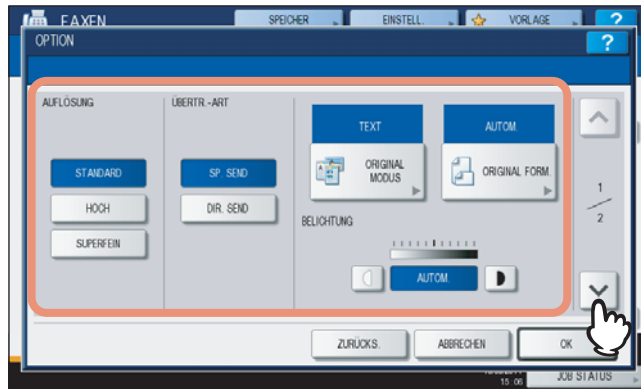 FAXEN
SPEICHER
EINSTELL.
VORLAGE
?
OPTION
?
AUFLÖSUNG
ÜBERTR.-ART
TEXT
AUTOM.
STANDARD
SP. SEND
ORIGINAL MODUS
ORIGINAL FORM.
HOCH
DIR. SEND
SUPERFEIN
BELICHTUNG
AUTOM.
1
2
ZURÜCKS.
ABBRECHEN
OK
15:06
JOB STATUS